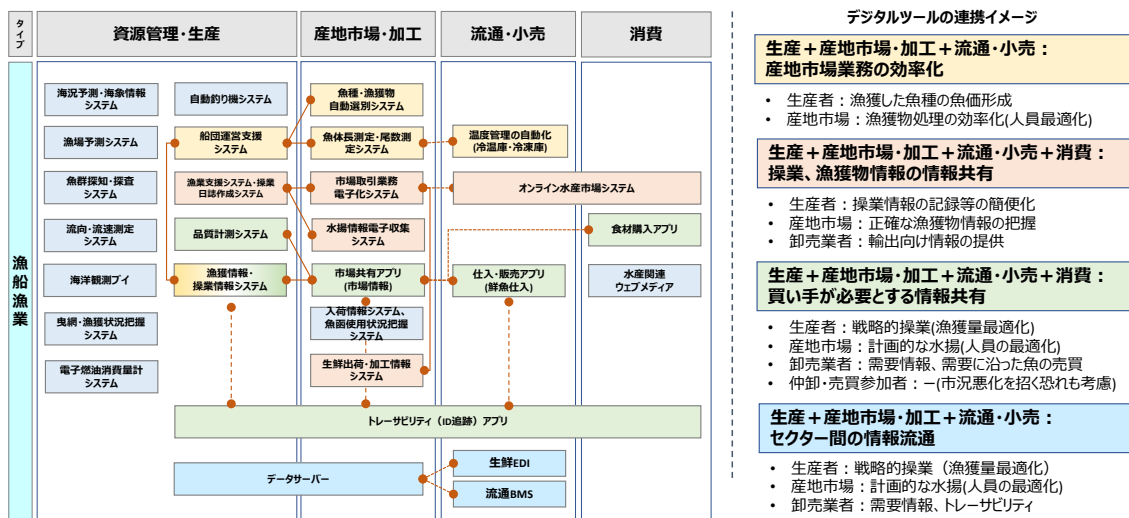 タイプ
資源管理・生産
産地市場・加工
流通・小売
消費
漁船漁業
海況予測・海象情報
システム
漁場予測システム
魚群探知・探査
システム
流向・流速測定
システム
海洋観測ブイ
曳網・漁獲状況把握
システム
電子燃油消費量計
システム
自動釣り機システム
船団運営支援
システム
漁業支援システム・操業
日誌作成システム
品質計測システム
漁獲情報・
操業情報システム
魚種・漁獲物
自動選別システム
魚体長測定・尾数測
定システム
市場取引業務
電子化システム
水揚情報電子収集
システム
市場共有アプリ
(市場情報)
入荷情報システム、
魚函使用状況把握
システム
生鮮出荷・加工情報
システム
温度管理の自動化
(冷温庫・冷凍庫)
オンライン水産市場システム
仕入・販売アプリ
(鮮魚仕入)
食材購入アプリ
水産関連
ウェブメディア
トレーサビリティ(ID追跡)アプリ
データサーバー
生鮮EDI
流通BMS
デジタルツールの連携イメージ
生産+産地市場・加工+流通・小売:
産地市場業務の効率化
• 生産者:漁獲した魚種の魚価形成
• 産地市場:漁獲物処理の効率化(人員最適化)
生産+産地市場・加工+流通・小売+消費:
操業、漁獲物情報の情報共有
• 生産者:操業情報の記録等の簡便化
• 産地市場:正確な漁獲物情報の把握
• 卸売業者:輸出向け情報の提供
生産+産地市場・加工+流通・小売+消費:
買い手が必要とする情報共有
• 生産者:戦略的操業(漁獲量最適化)
• 産地市場:計画的な水揚(人員の最適化)
• 卸売業者:需要情報、需要に沿った魚の売買
• 仲卸・売買参加者:−(市況悪化を招く恐れも考慮)
生産+産地市場・加工+流通・小売:
セクター間の情報流通
• 生産者:戦略的操業(漁獲量最適化)
• 産地市場:計画的な水揚(人員の最適化)
• 卸売業者:需要情報、トレーサビリティ